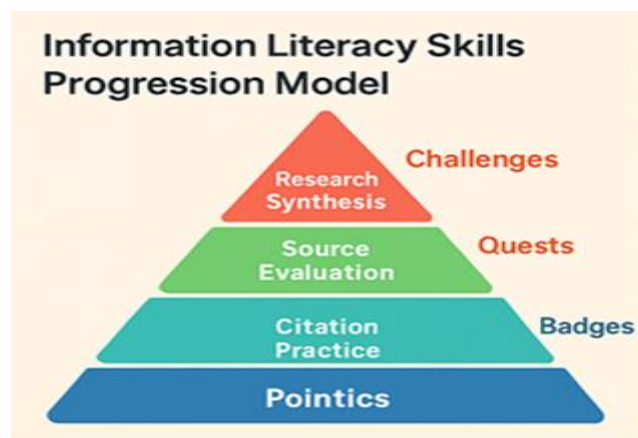 Information Literacy Skills
Progression Model
Challenges
Research
Synthesis
Quests
Source
Evaluation
Badges
Citation
Practice
Pointics